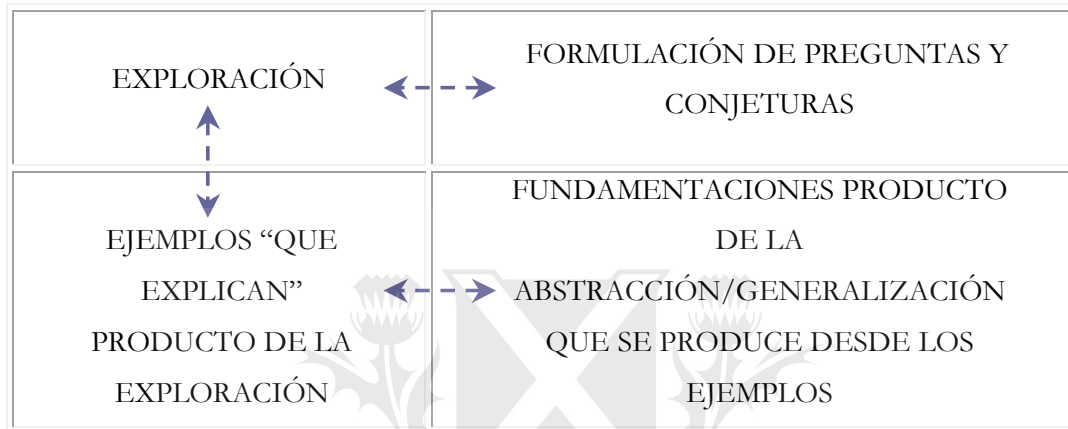 EXPLORACIÓN
FORMULACIÓN DE PREGUNTAS Y
CONJETURAS
EJEMPLOS “QUE
EXPLICAN”
PRODUCTO DE LA
EXPLORACIÓN
FUNDAMENTACIONES PRODUCTO
DE LA
ABSTRACCIÓN/GENERALIZACIÓN
QUE SE PRODUCE DESDE LOS
EJEMPLOS